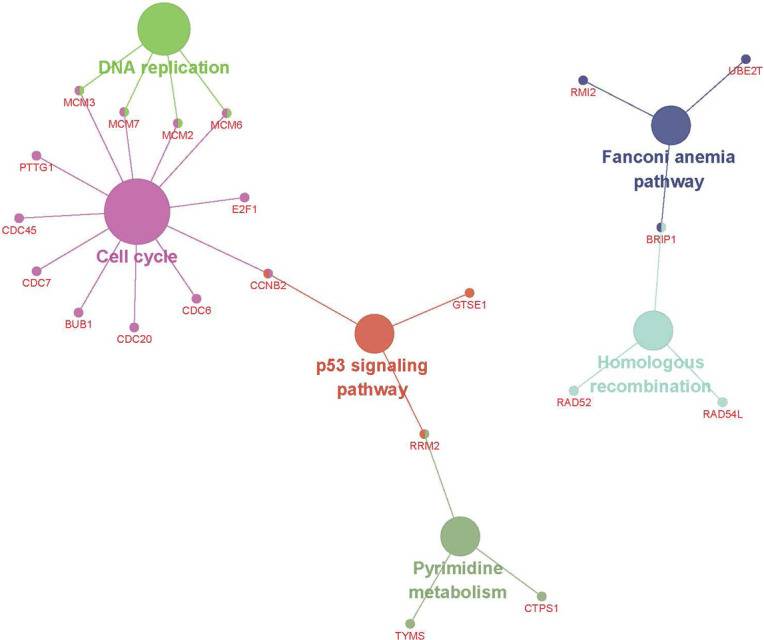 DNA replication
MCM3
MCM7
MCM2
MCM6
PTTG1
E2F1
CDC45
Cell cycle
CDC7
CCNB2
CDC6
BUB1
CDC20
GTSE1
p53 signaling
pathway
RRM2
Pyrimidine
metabolism
CTPS1
TYMS
UBE2T
RMI2
Fanconi anemia
pathway
BRIP1
Homologous
recombination
RAD52
RAD54L